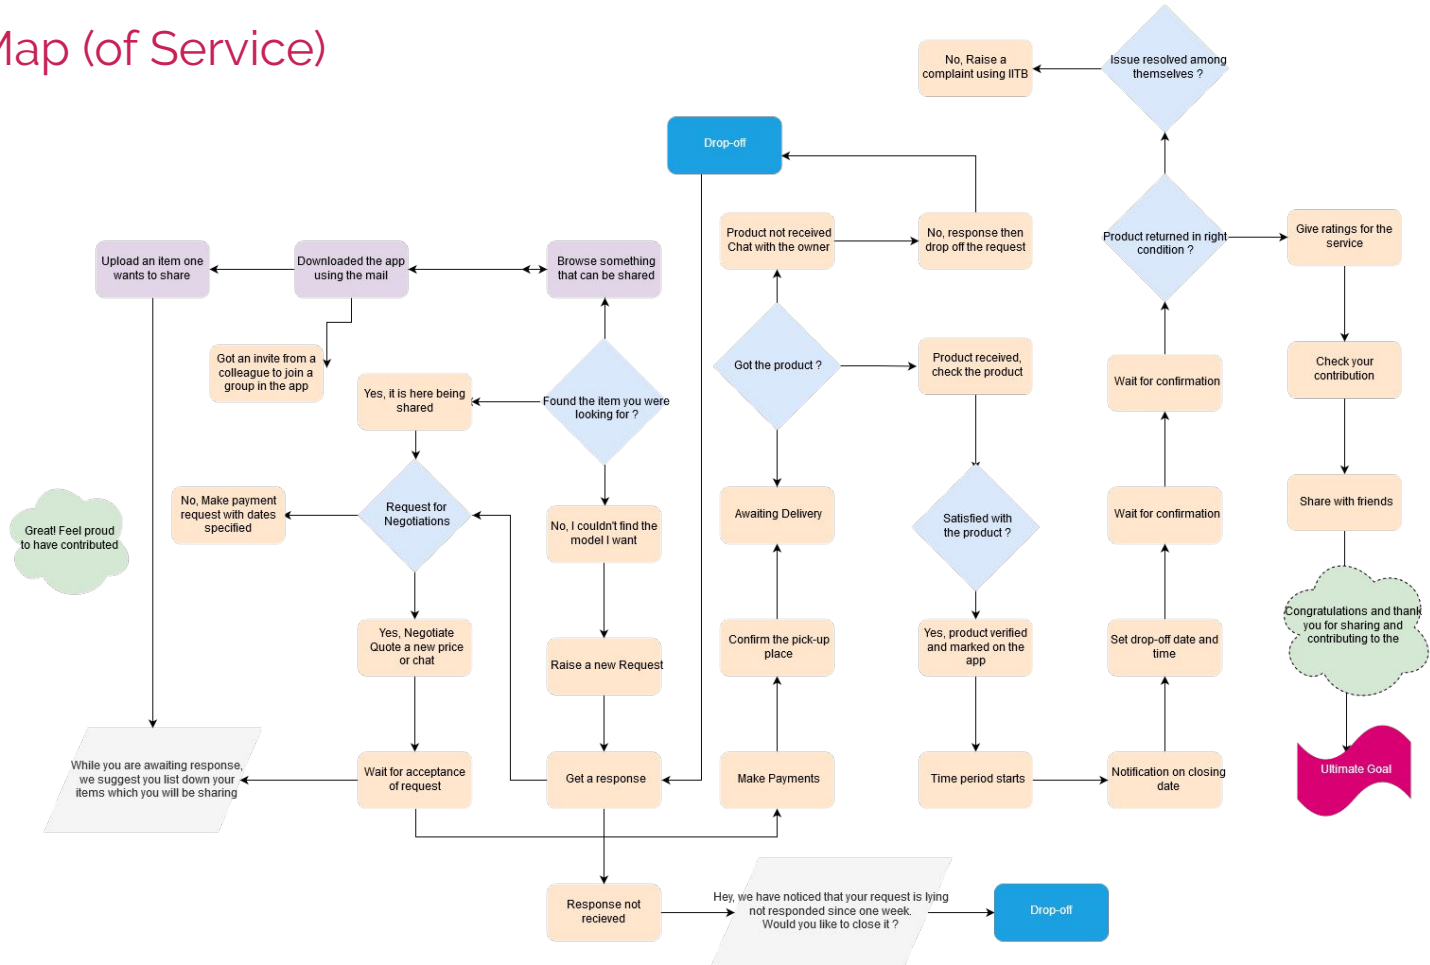 Map (of Service)
No, Raise a
complaint using IITB
Issue resolved among
themselves ?
Drop-off
Product not received
Chat with the owner
No, response then
drop off the request
Product returned in right
condition ?
Give ratings for the
service
Upload an item one
wants to share
Downloaded the app
using the mail
Browse something
that can be shared
Got an invite from a
colleague to join a
group in the app
Yes, it is here being
shared
Found the item you were
looking for ?
Got the product ?
Product received,
check the product
Wait for confirmation
Check your
contribution
Great! Feel proud
to have contributed
No, Make payment
request with dates
specified
Request for
Negotiations
No, I couldn't find the
model I want
Awaiting Delivery
Satisfied with
the product ?
Wait for confirmation
Share with friends
Yes, Negotiate
Quote a new price
or chat
Raise a new Request
Confirm the pick-up
place
Yes, product verified
and marked on the
app
Set drop-off date and
time
Congratulations and thank
you for sharing and
contributing to the
While you are awaiting response,
we suggest you list down your
items which you will be sharing
Wait for acceptance
of request
Get a response
Make Payments
Time period starts
Notification on closing
date
Ultimate Goal
Response not
recieved
Hey, we have noticed that your request is lying
not responded since one week.
Would you like to close it ?
Drop-off